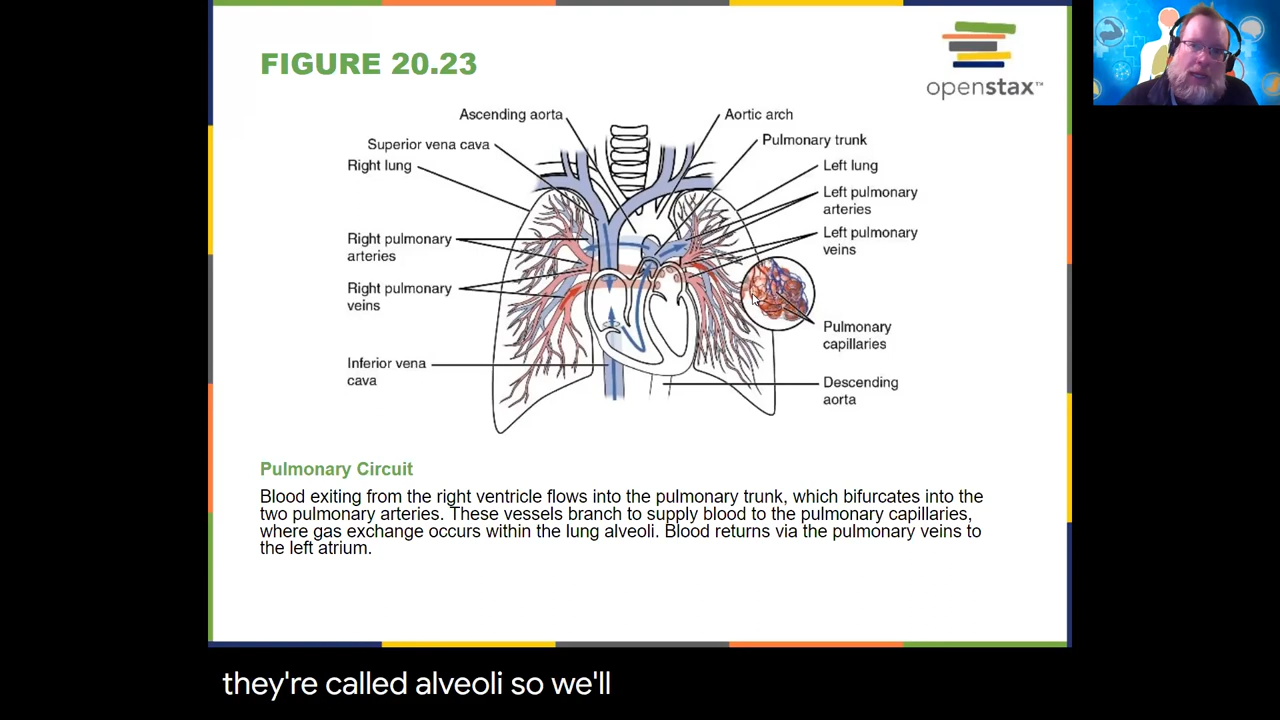 FIGURE 20.23
openstax™
Ascending aorta
Aortic arch
Superior vena cava
Pulmonary trunk
Right lung
Left lung
Left pulmonary
arteries
Right pulmonary
arteries
Left pulmonary
veins
Right pulmonary
veins
Pulmonary
capillaries
Inferior vena
cava
Descending
aorta
Pulmonary Circuit
Blood exiting from the right ventricle flows into the pulmonary trunk, which bifurcates into the
two pulmonary arteries. These vessels branch to supply blood to the pulmonary capillaries,
where gas exchange occurs within the lung alveoli. Blood returns via the pulmonary veins to
the left atrium.
they're called alveoli so we'll